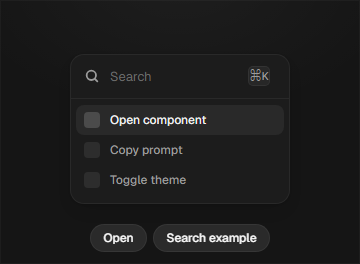 Search ⌘K
Open component
Copy prompt
Toggle theme
Open Search example